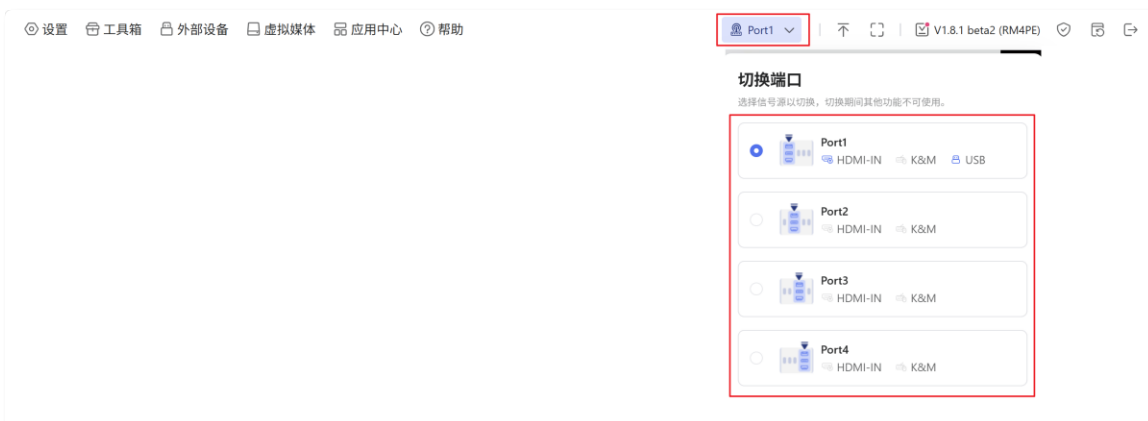 设置 工具箱 外部设备 虚拟媒体 应用中心 帮助 Port1 V1.8.1 beta2 (RM4PE)
切换端口
选择信号源以切换，切换期间其他功能不可使用。
Port1
HDMI-IN K&M USB
Port2
HDMI-IN K&M
Port3
HDMI-IN K&M
Port4
HDMI-IN K&M